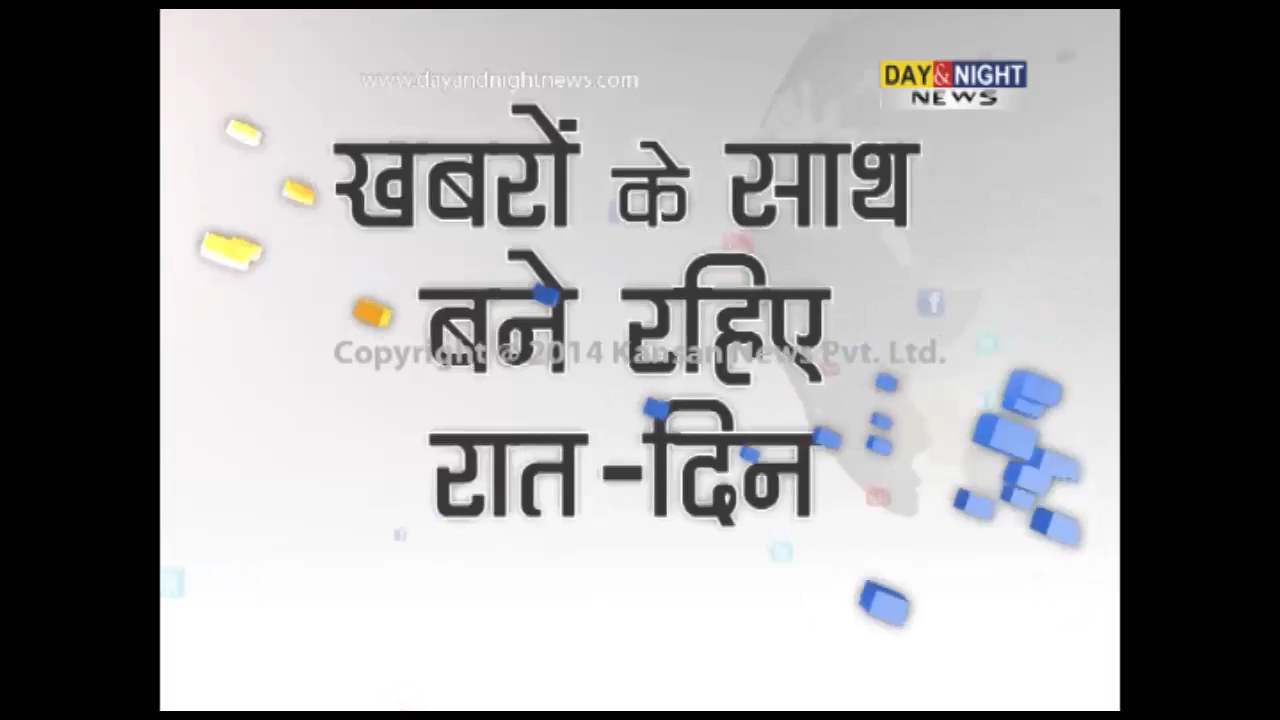 www.dayandnightnews.com
DAY&NIGHT
NEWS
खबरों के साथ
बने रहिए
Copyright @ 2014 Kansan News Pvt. Ltd.
रात -दिन